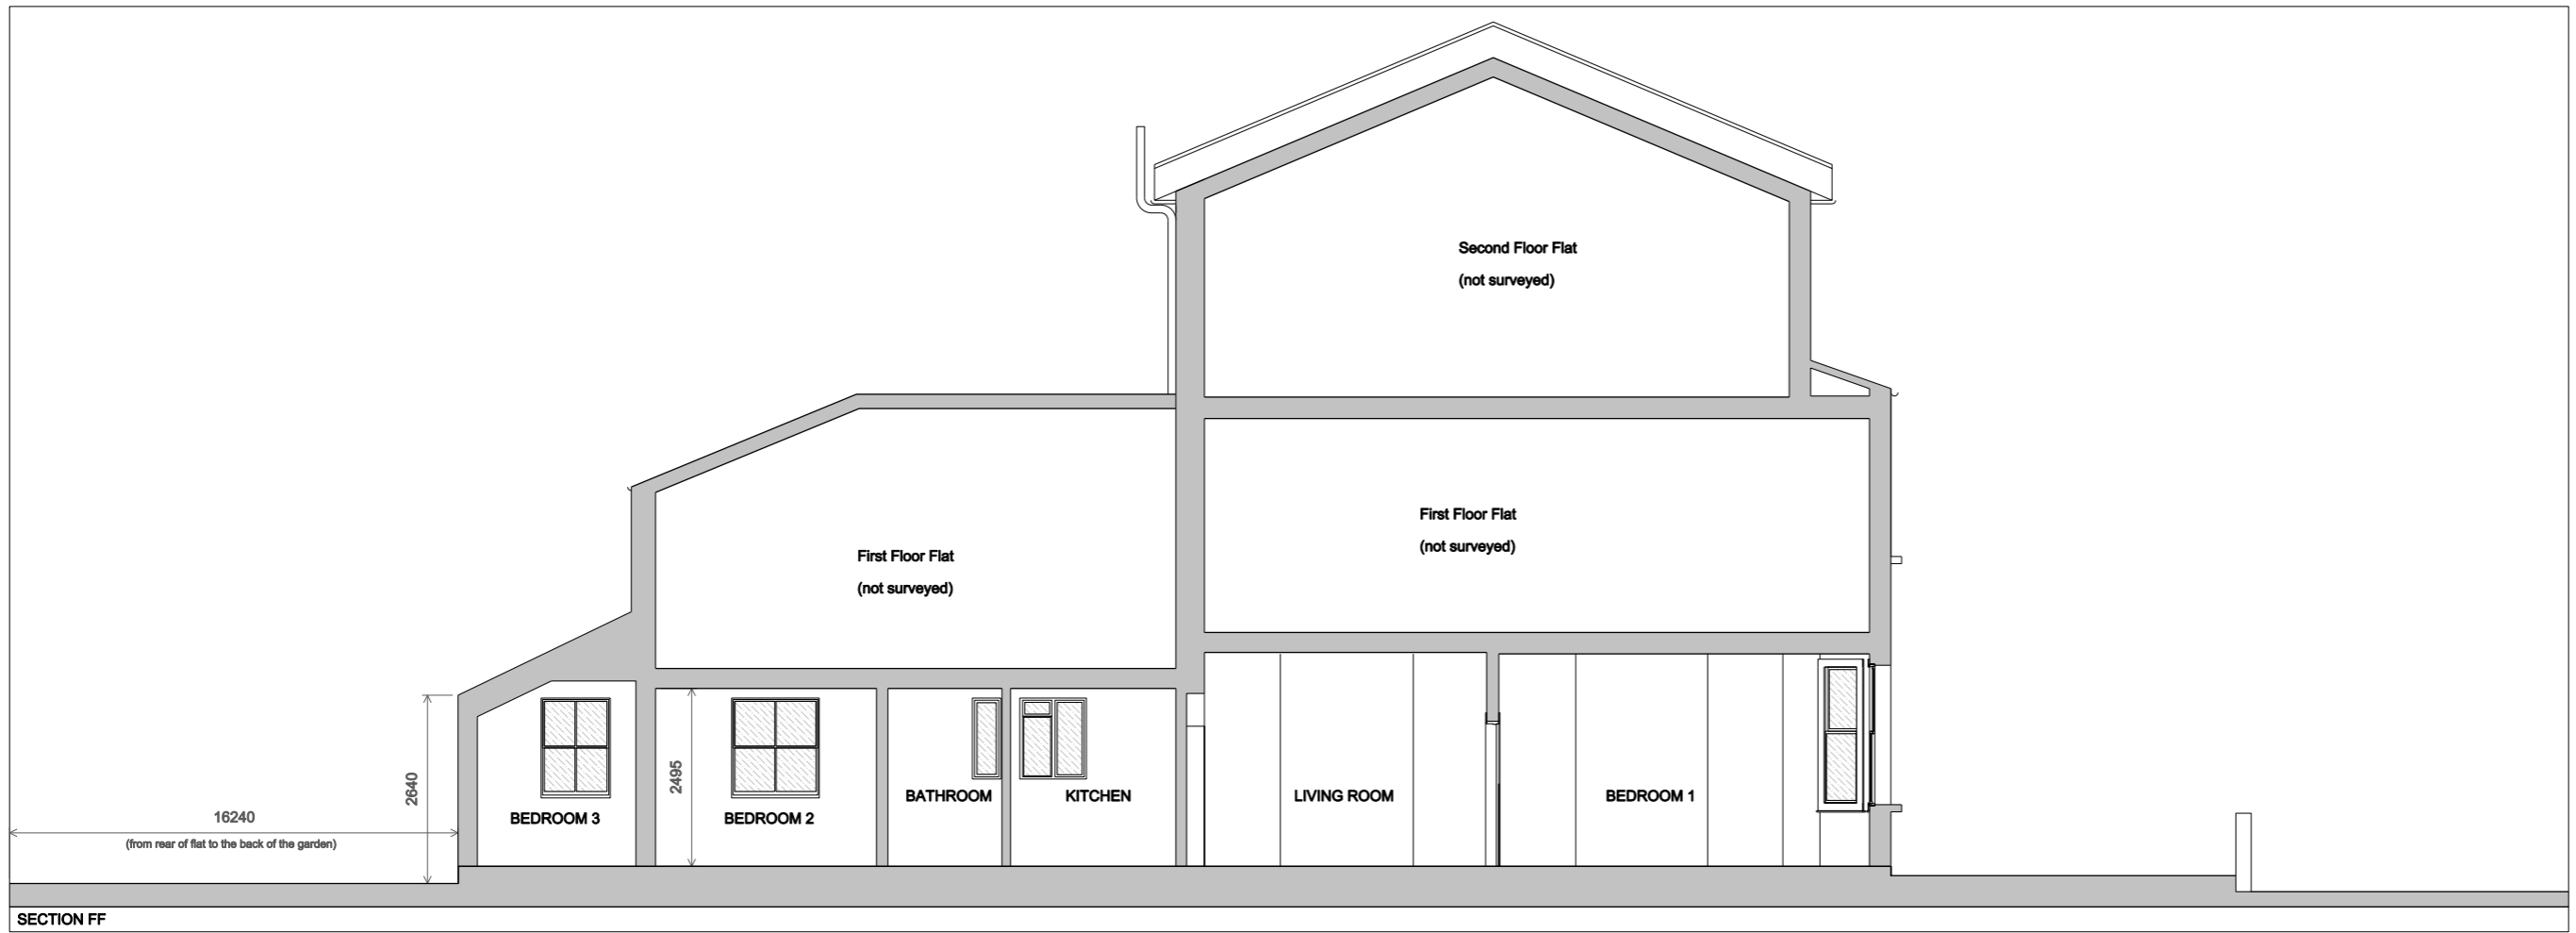 Second Floor Flat
(not surveyed)
First Floor Flat
(not surveyed)
First Floor Flat
(not surveyed)
2640
2495
16240
(from rear of flat to the back of the garden)
BEDROOM 3
BEDROOM 2
BATHROOM
KITCHEN
LIVING ROOM
BEDROOM 1
SECTION FF